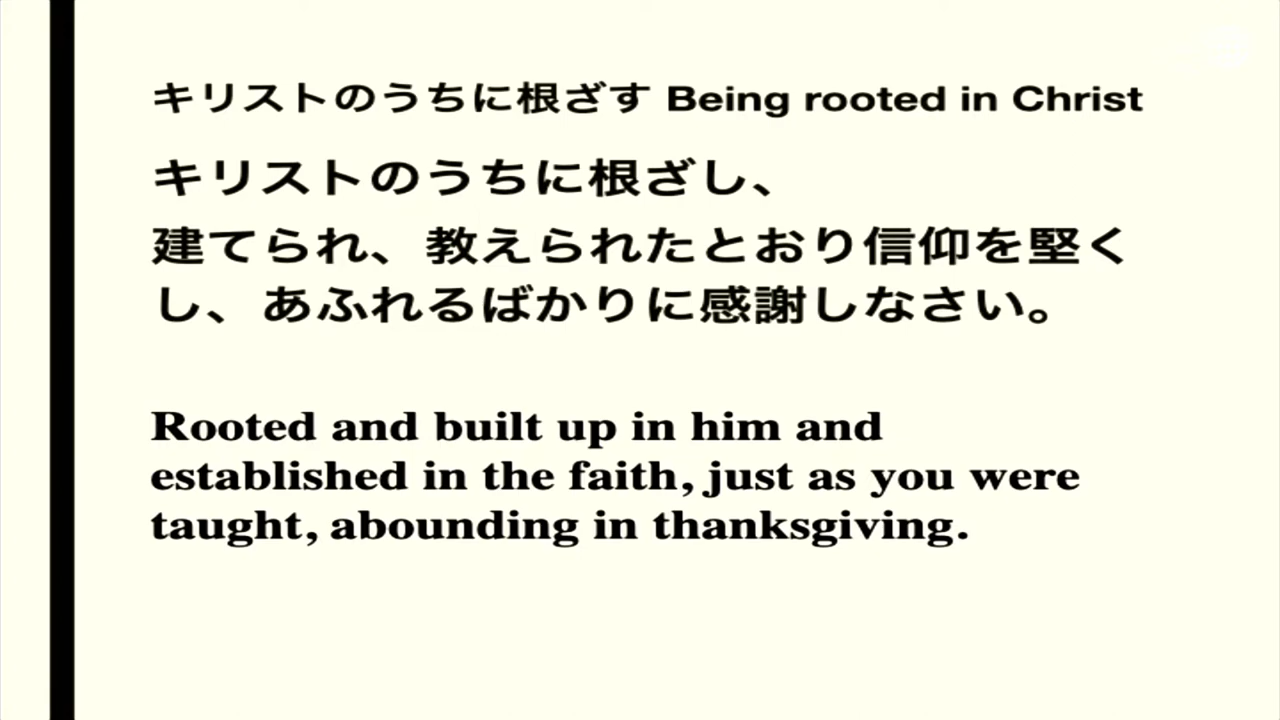 キリストのうちに根ざす Being rooted in Christ
キリストのうちに根ざし、
建てられ、教えられたとおり信仰を堅く
し、あふれるばかりに感謝しなさい。
Rooted and built up in him and
established in the faith, just as you were
taught, abounding in thanksgiving.